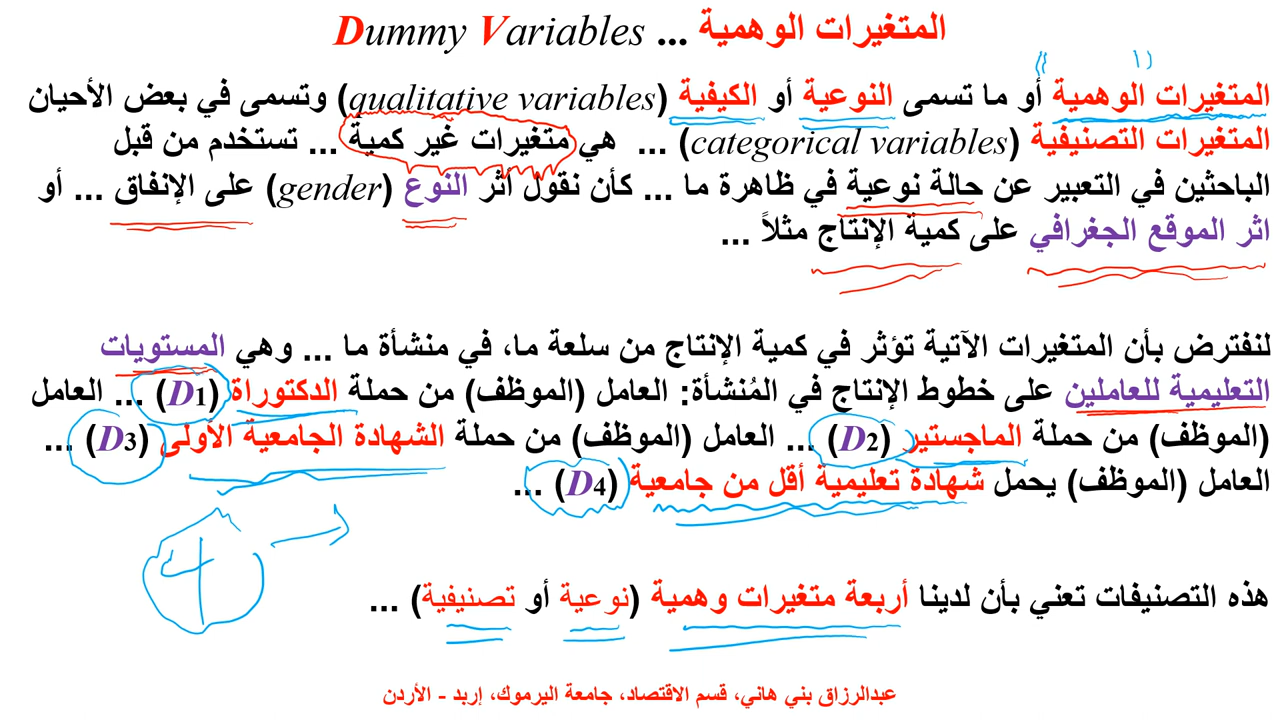 المتغيرات الوهمية ... Dummy Variables
المتغيرات الوهمية أو ما تسمى النوعية أو الكيفية (qualitative variables) وتسمى في بعض الأحيان
المتغيرات التصنيفية (categorical variables) ... هي متغيرات غير كمية ... تستخدم من قبل
الباحثين في التعبير عن حالة نوعية في ظاهرة ما ... كأن نقول اثر النوع (gender) على الإنفاق ... أو
اثر الموقع الجغرافي على كمية الإنتاج مثلاً ...
لنفترض بأن المتغيرات الآتية تؤثر في كمية الإنتاج من سلعة ما، في منشأة ما ... وهي المستويات
التعليمية للعاملين على خطوط الإنتاج في المُنشأة: العامل (الموظف) من حملة الدكتوراة (D1) ... العامل
(الموظف) من حملة الماجستير (D2) ... العامل (الموظف) من حملة الشهادة الجامعية الأولى (D3) ...
العامل (الموظف) يحمل شهادة تعليمية أقل من جامعية (D4) ...
4
هذه التصنيفات تعني بأن لدينا أربعة متغيرات وهمية (نوعية أو تصنيفية) ...
عبدالرزاق بني هاني، قسم الاقتصاد، جامعة اليرموك، إربد - الأردن